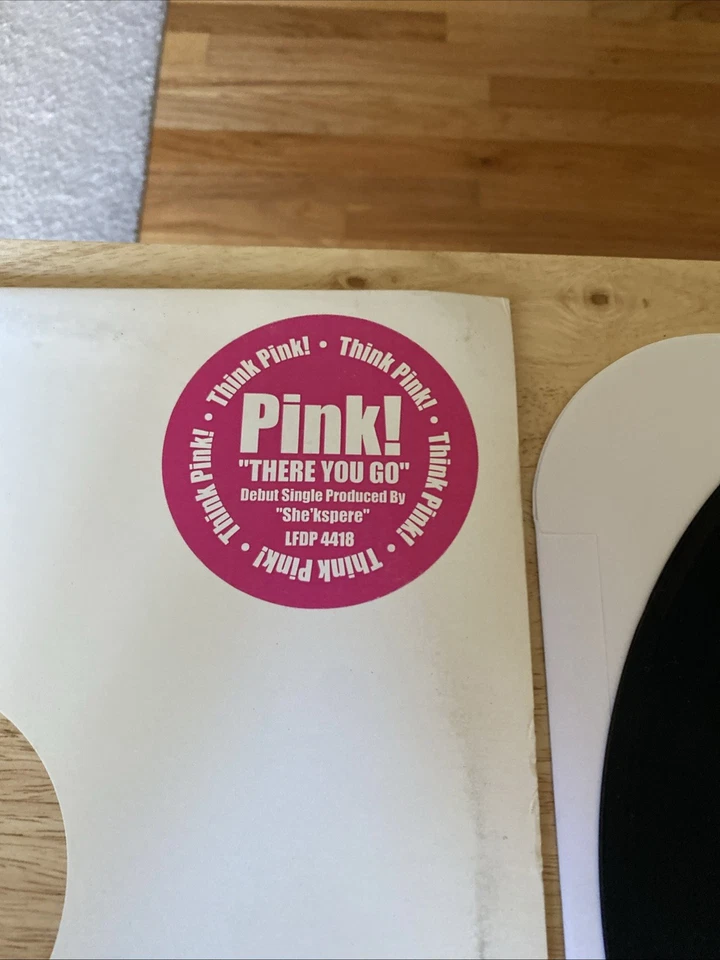 Think Pink! • Think Pink! • Think Pink! • Think Pink! • Think Pink! •
Pink!
"THERE YOU GO"
Debut Single Produced By
"She'kspere"
LFDP 4418